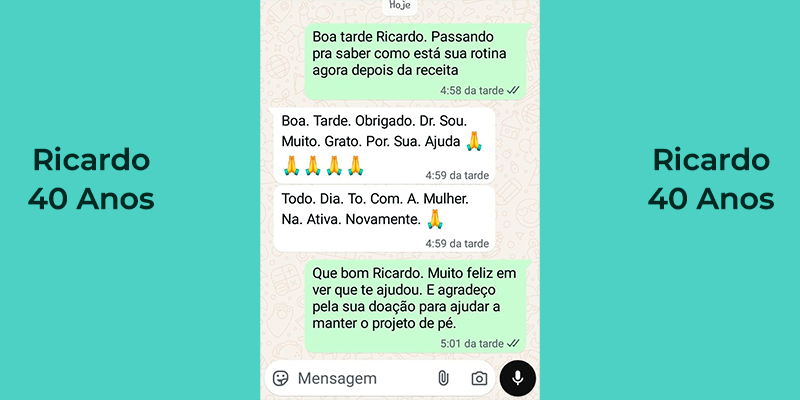 Hoje
Boa tarde Ricardo. Passando
pra saber como está sua rotina
agora depois da receita
4:58 da tarde
Boa. Tarde. Obrigado. Dr. Sou.
Muito. Grato. Por. Sua. Ajuda 🙏
🙏🙏🙏🙏
4:59 da tarde
Todo. Dia. To. Com. A. Mulher.
Na. Ativa. Novamente. 🙏
4:59 da tarde
Que bom Ricardo. Muito feliz em
ver que te ajudou. E agradeço
pela sua doação para ajudar a
manter o projeto de pé.
5:01 da tarde
Mensagem
Ricardo
40 Anos
Ricardo
40 Anos